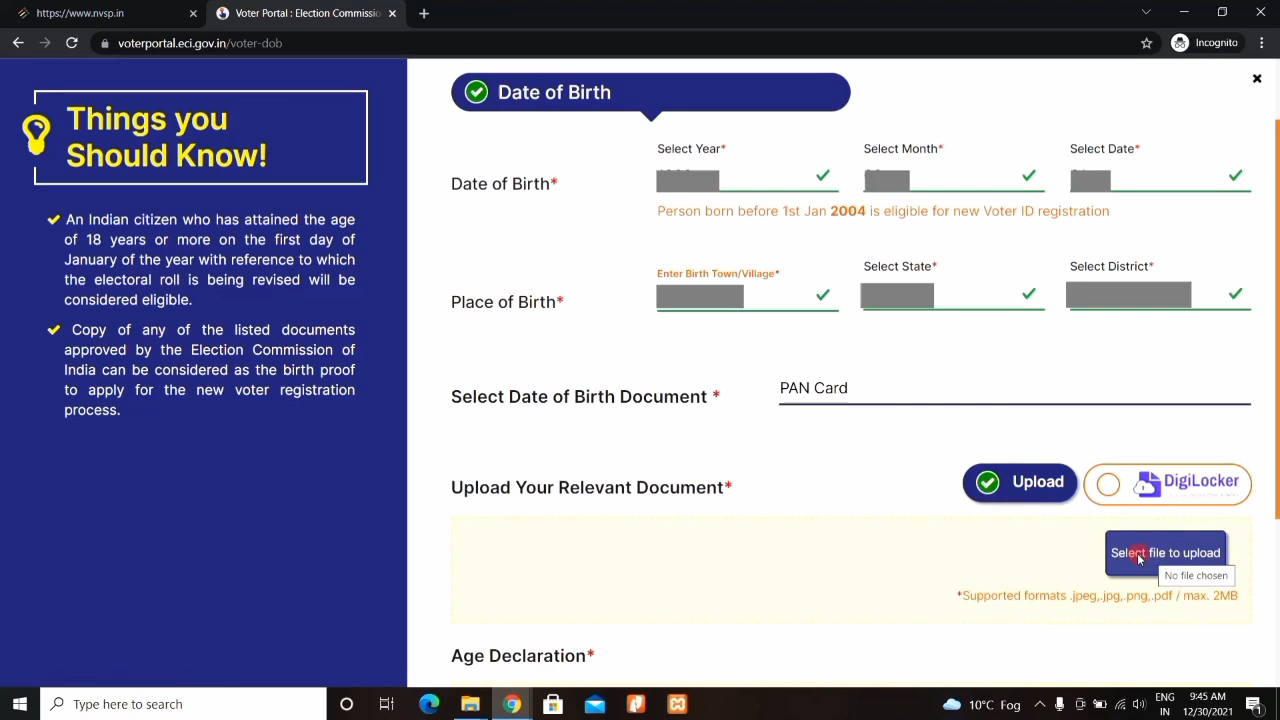 https://www.nvsp.in
Voter Portal : Election Commissio
voterportal.eci.gov.in/voter-dob
Incognito
Things you
Should Know!
An Indian citizen who has attained the age
of 18 years or more on the first day of
January of the year with reference to which
the electoral roll is being revised will be
considered eligible.
Copy of any of the listed documents
approved by the Election Commission of
India can be considered as the birth proof
to apply for the new voter registration
process.
Date of Birth
Select Year*
Select Month*
Select Date*
Date of Birth*
Person born before 1st Jan 2004 is eligible for new Voter ID registration
Enter Birth Town/Village*
Select State*
Select District*
Place of Birth*
Select Date of Birth Document *
PAN Card
Upload Your Relevant Document*
Upload
DigiLocker
Select file to upload
No file chosen
*Supported formats .jpeg,.jpg,.png,.pdf / max. 2MB
Age Declaration*
Type here to search
10°C Fog
ENG
IN
9:45 AM
12/30/2021
1